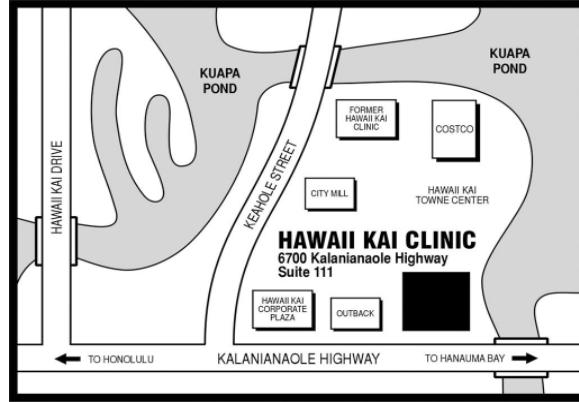 KUAPA
POND
KUAPA
POND
HAWAII KAI DRIVE
KEAHOLE STREET
FORMER
HAWAII KAI
CLINIC
COSTCO
CITY MILL
HAWAII KAI
TOWNE CENTER
HAWAII KAI CLINIC
6700 Kalanianaole Highway
Suite 111
HAWAII KAI
CORPORATE
PLAZA
OUTBACK
TO HONOLULU
KALANIANAOLE HIGHWAY
TO HANAUMA BAY